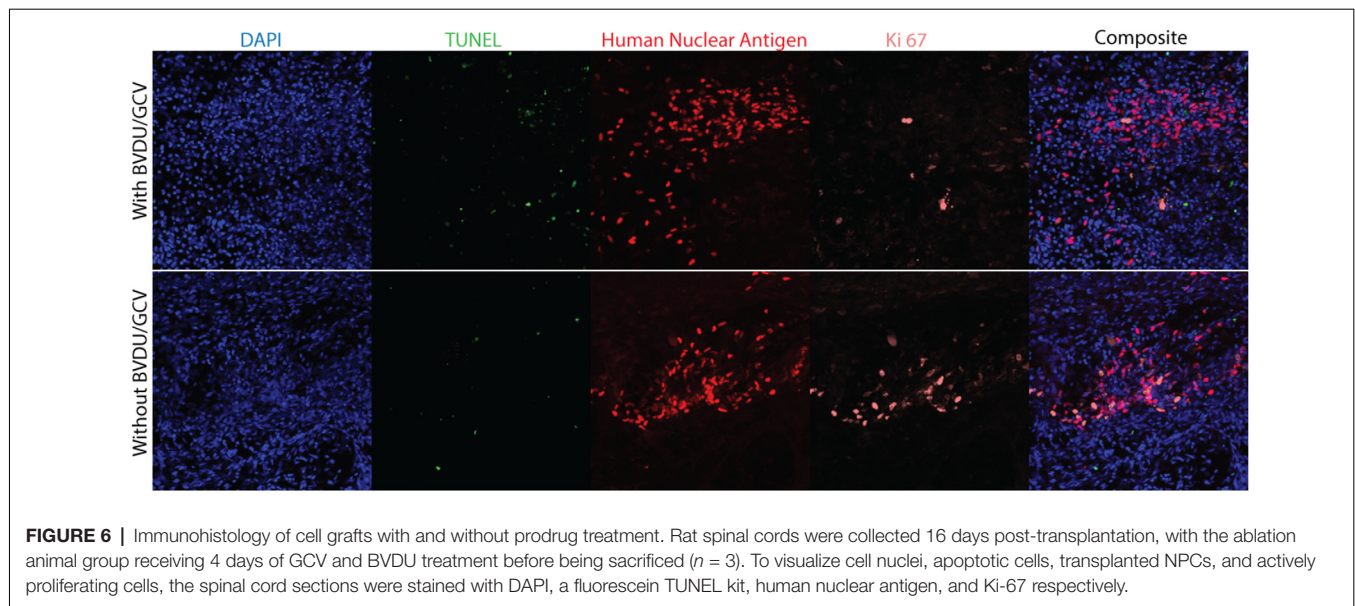 DAPI TUNEL Human Nuclear Antigen Ki 67 Composite
With BVDU/GCV
Without BVDU/GCV
FIGURE 6 | Immunohistology of cell grafts with and without prodrug treatment. Rat spinal cords were collected 16 days post-transplantation, with the ablation
animal group receiving 4 days of GCV and BVDU treatment before being sacrificed (n = 3). To visualize cell nuclei, apoptotic cells, transplanted NPCs, and actively
proliferating cells, the spinal cord sections were stained with DAPI, a fluorescein TUNEL kit, human nuclear antigen, and Ki-67 respectively.